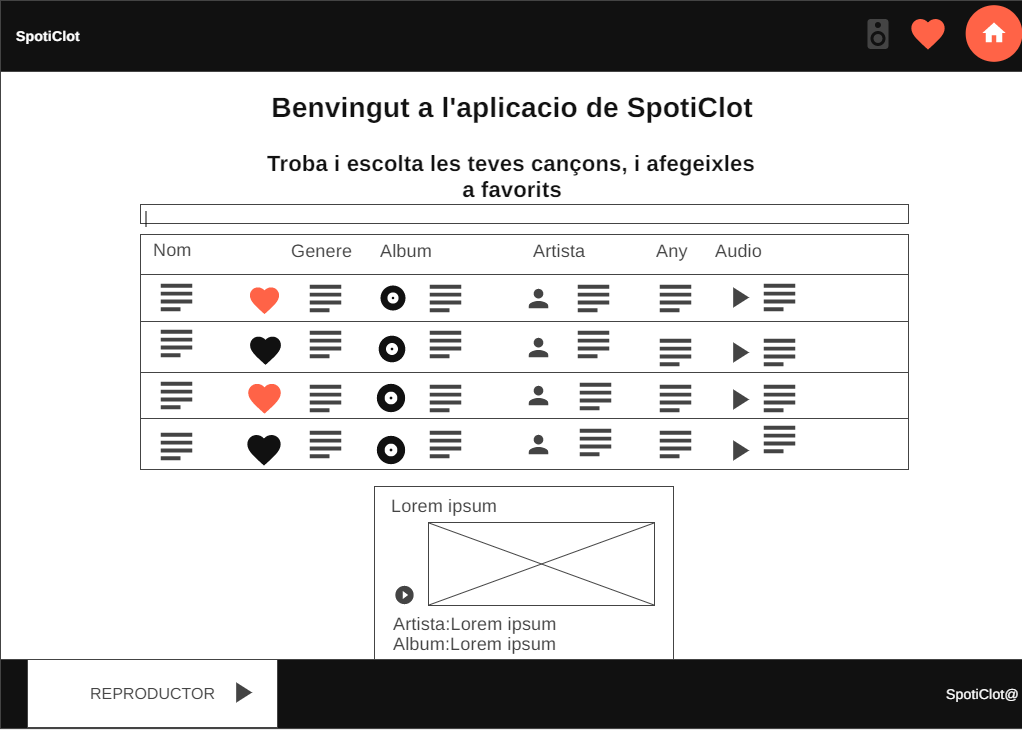 SpotiClot
Benvingut a l'aplicacio de SpotiClot
Troba i escolta les teves cançons, i afegeixles
a favorits
Nom Genere Album Artista Any Audio
Lorem ipsum
Artista:Lorem ipsum
Album:Lorem ipsum
REPRODUCTOR
SpotiClot@